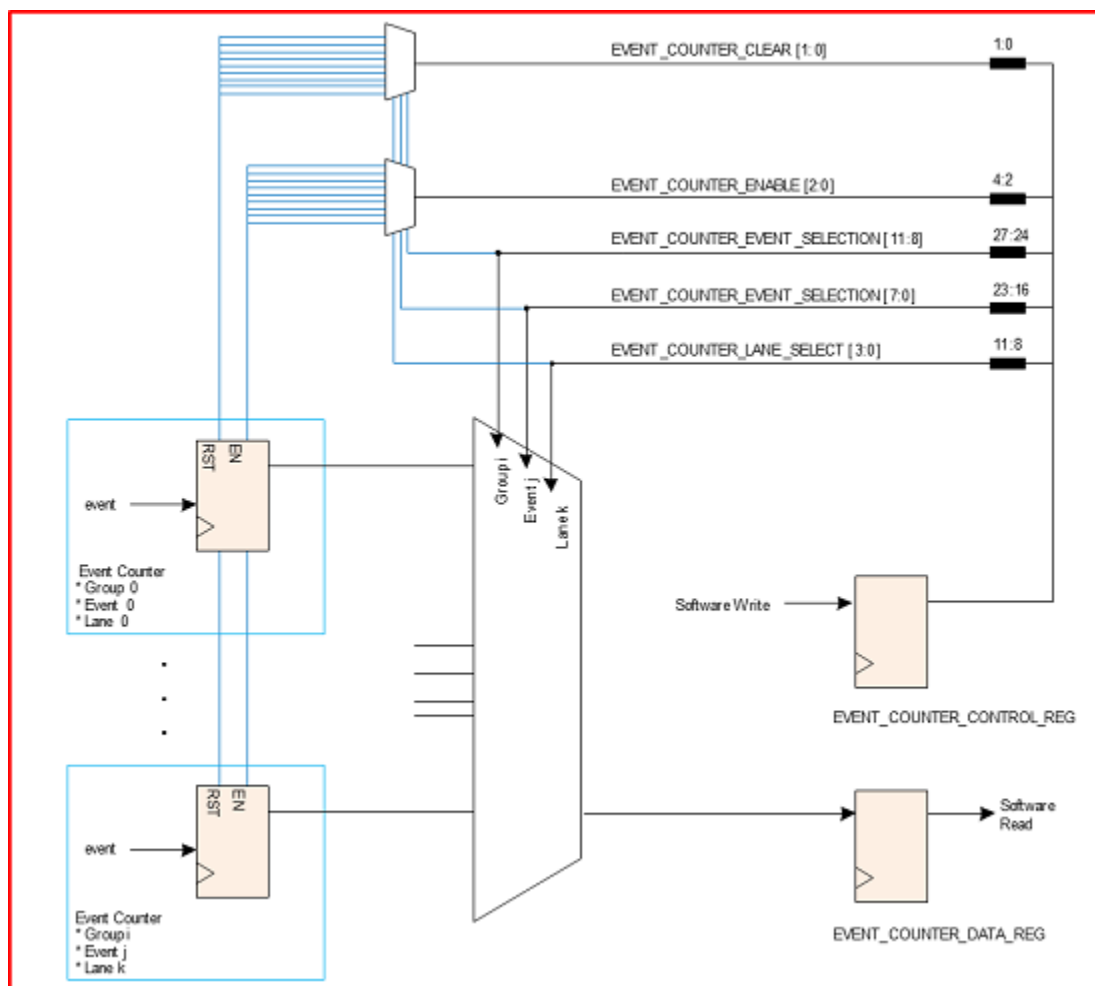 EVENT_COUNTER_CLEAR [1: 0]
1:0
EVENT_COUNTER_ENABLE [2:0]
4:2
EVENT_COUNTER_EVENT_SELECTION [11:8]
27:24
EVENT_COUNTER_EVENT_SELECTION [7:0]
23:16
EVENT_COUNTER_LANE_SELECT [3:0]
11:8
RST
EN
event
Event Counter
* Group 0
* Event 0
* Lane 0
Group i
Event j
Lane k
Software Write
EVENT_COUNTER_CONTROL_REG
RST
EN
event
Event Counter
* Group i
* Event j
* Lane k
Software
Read
EVENT_COUNTER_DATA_REG